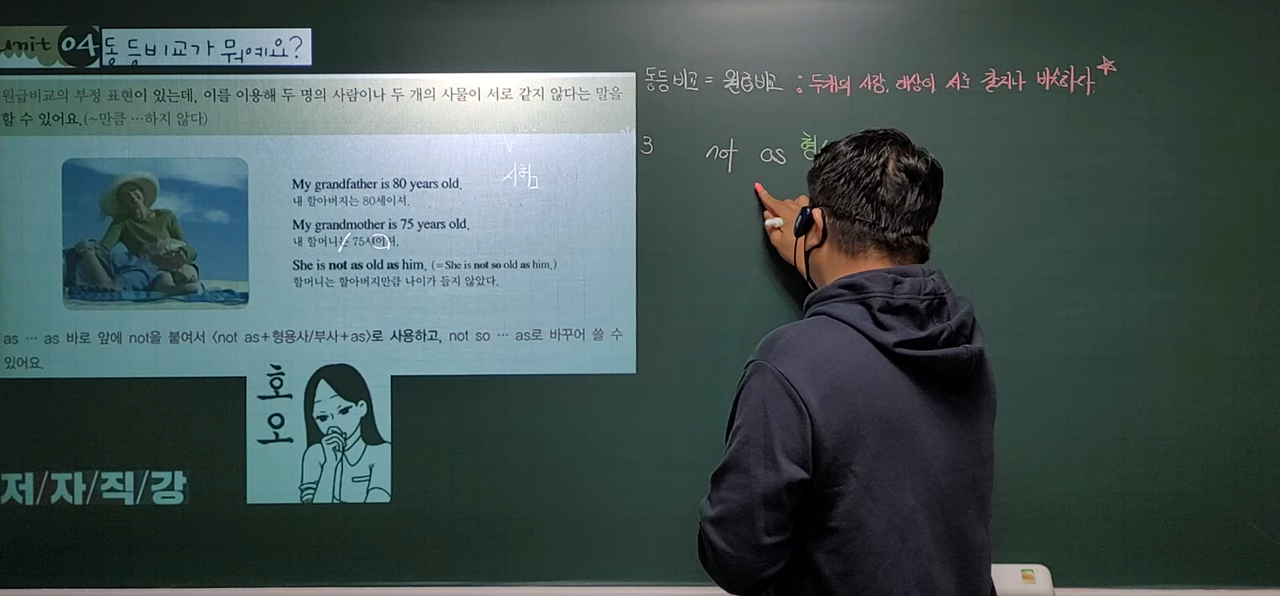 unit 04 동등비교가 뭐예요?
원급비교의 부정 표현이 있는데, 이를 이용해 두 명의 사람이나 두 개의 사물이 서로 같지 않다는 말을
할 수 있어요.(~만큼 …하지 않다)
시험
My grandfather is 80 years old.
내 할아버지는 80세이셔.
My grandmother is 75 years old.
내 할머니는 75세이셔.
She is not as old as him. (=She is not so old as him.)
할머니는 할아버지만큼 나이가 들지 않았다.
as … as 바로 앞에 not을 붙여서 〈not as+형용사/부사+as〉로 사용하고, not so … as로 바꾸어 쓸 수
있어요.
호오
저/자/직/강
동등비교 = 원급비교 : 두개의 사람, 대상이 서로 같거나 비슷하다.
3 not as 형